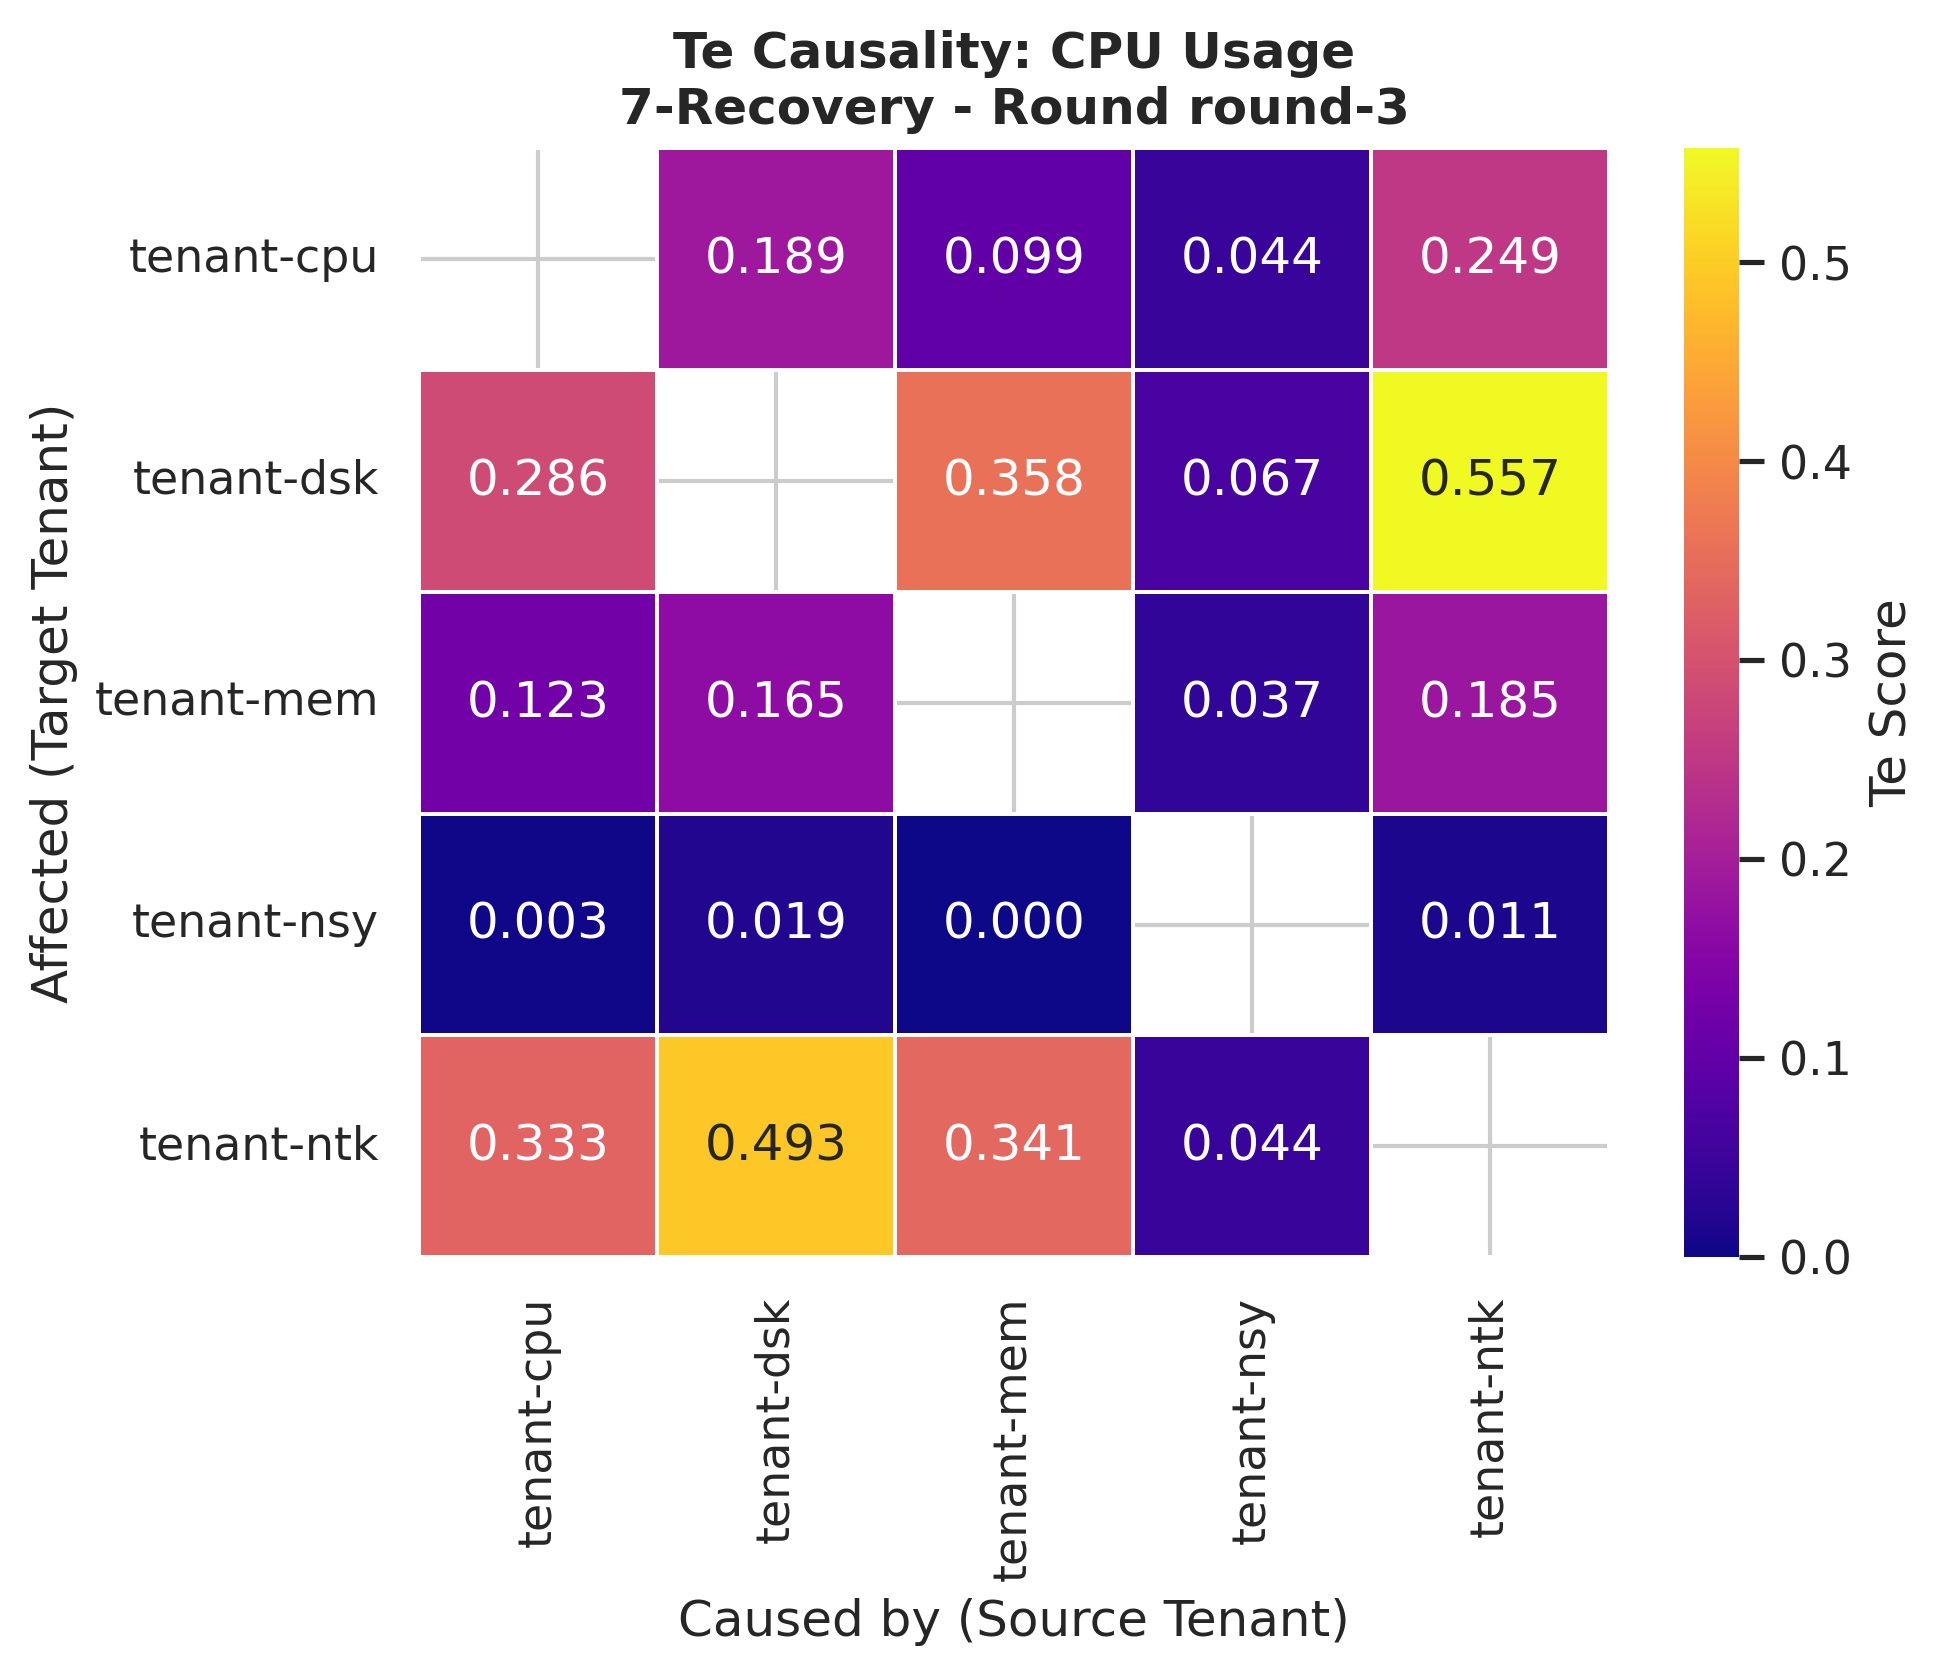 Te Causality: CPU Usage
7-Recovery - Round round-3
tenant-cpu
0.189
0.099
0.044
0.249
tenant-dsk
0.286
0.358
0.067
0.557
tenant-mem
0.123
0.165
0.037
0.185
tenant-nsy
0.003
0.019
0.000
0.011
tenant-ntk
0.333
0.493
0.341
0.044
Affected (Target Tenant)
tenant-cpu
tenant-dsk
tenant-mem
tenant-nsy
tenant-ntk
Caused by (Source Tenant)
0.5
0.4
0.3
0.2
0.1
0.0
Te Score